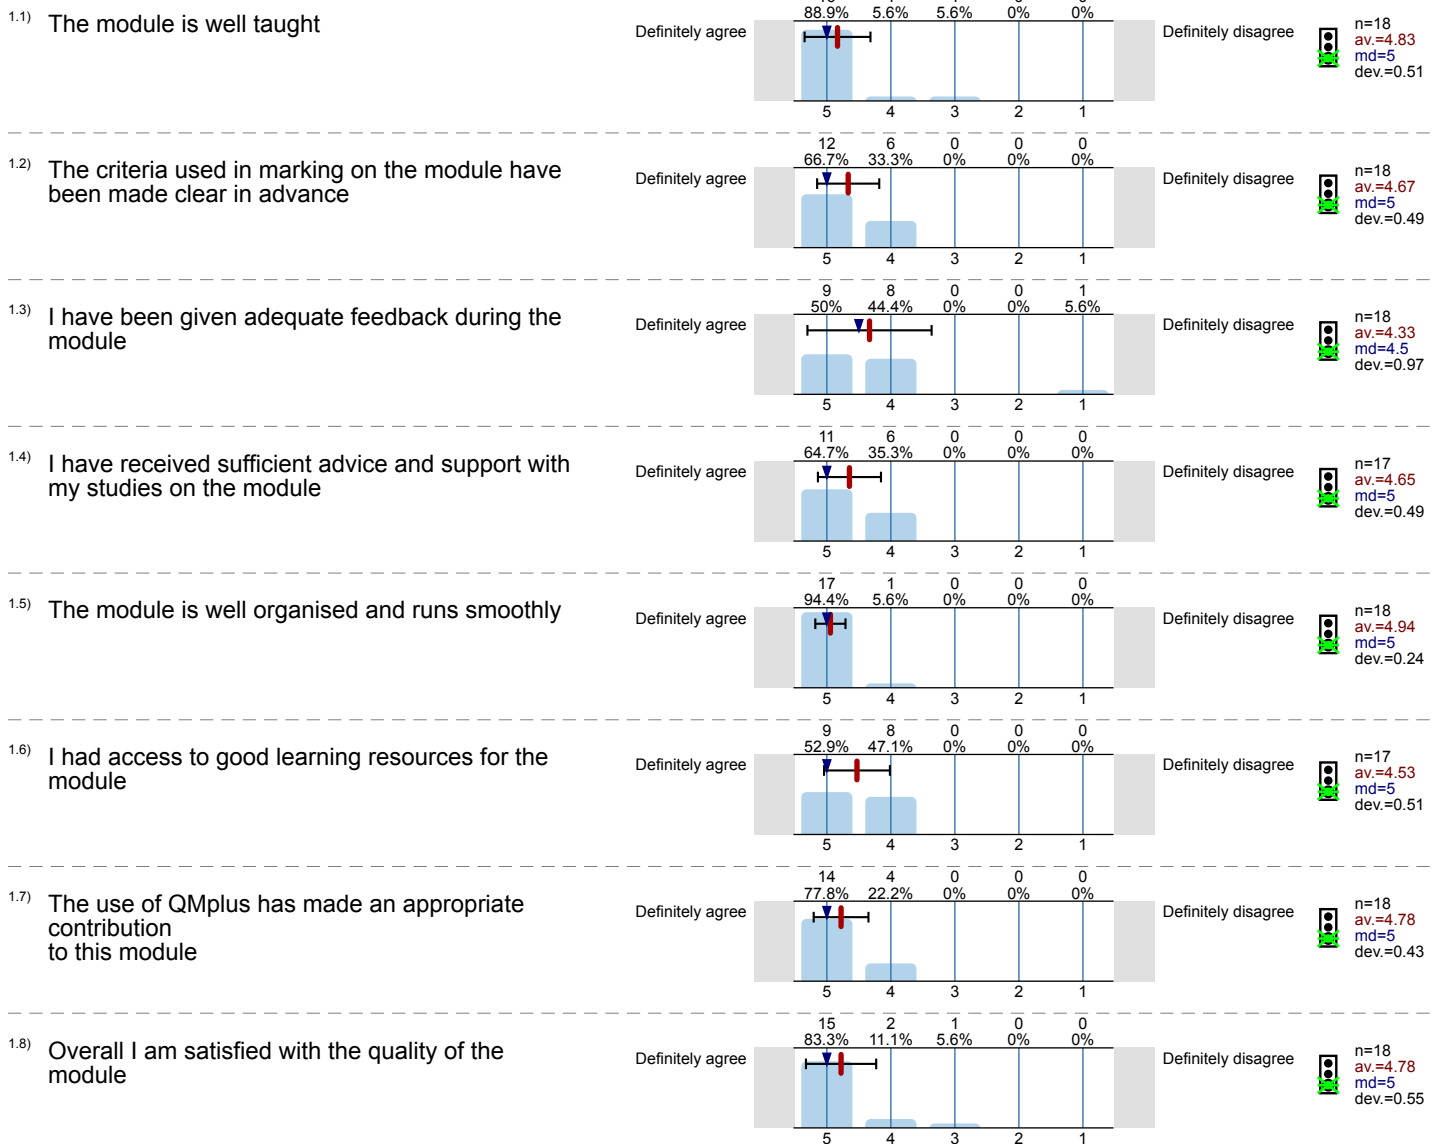 1.1) The module is well taught
88.9% 5.6% 5.6% 0% 0%
Definitely agree
Definitely disagree
n=18
av.=4.83
md=5
dev.=0.51
5 4 3 2 1
1.2) The criteria used in marking on the module have
been made clear in advance
12 6 0 0 0
66.7% 33.3% 0% 0% 0%
Definitely agree
Definitely disagree
n=18
av.=4.67
md=5
dev.=0.49
5 4 3 2 1
1.3) I have been given adequate feedback during the
module
9 8 0 0 1
50% 44.4% 0% 0% 5.6%
Definitely agree
Definitely disagree
n=18
av.=4.33
md=4.5
dev.=0.97
5 4 3 2 1
1.4) I have received sufficient advice and support with
my studies on the module
11 6 0 0 0
64.7% 35.3% 0% 0% 0%
Definitely agree
Definitely disagree
n=17
av.=4.65
md=5
dev.=0.49
5 4 3 2 1
1.5) The module is well organised and runs smoothly
17 1 0 0 0
94.4% 5.6% 0% 0% 0%
Definitely agree
Definitely disagree
n=18
av.=4.94
md=5
dev.=0.24
5 4 3 2 1
1.6) I had access to good learning resources for the
module
9 8 0 0 0
52.9% 47.1% 0% 0% 0%
Definitely agree
Definitely disagree
n=17
av.=4.53
md=5
dev.=0.51
5 4 3 2 1
1.7) The use of QMplus has made an appropriate
contribution
to this module
14 4 0 0 0
77.8% 22.2% 0% 0% 0%
Definitely agree
Definitely disagree
n=18
av.=4.78
md=5
dev.=0.43
5 4 3 2 1
1.8) Overall I am satisfied with the quality of the
module
15 2 1 0 0
83.3% 11.1% 5.6% 0% 0%
Definitely agree
Definitely disagree
n=18
av.=4.78
md=5
dev.=0.55
5 4 3 2 1